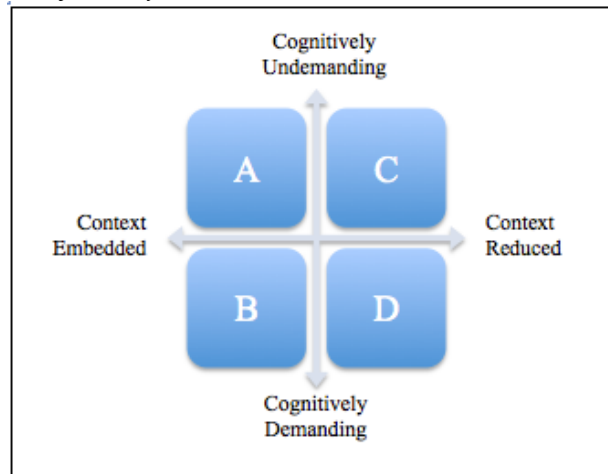 Cognitively
Undemanding
A
C
Context
Embedded
Context
Reduced
B
D
Cognitively
Demanding